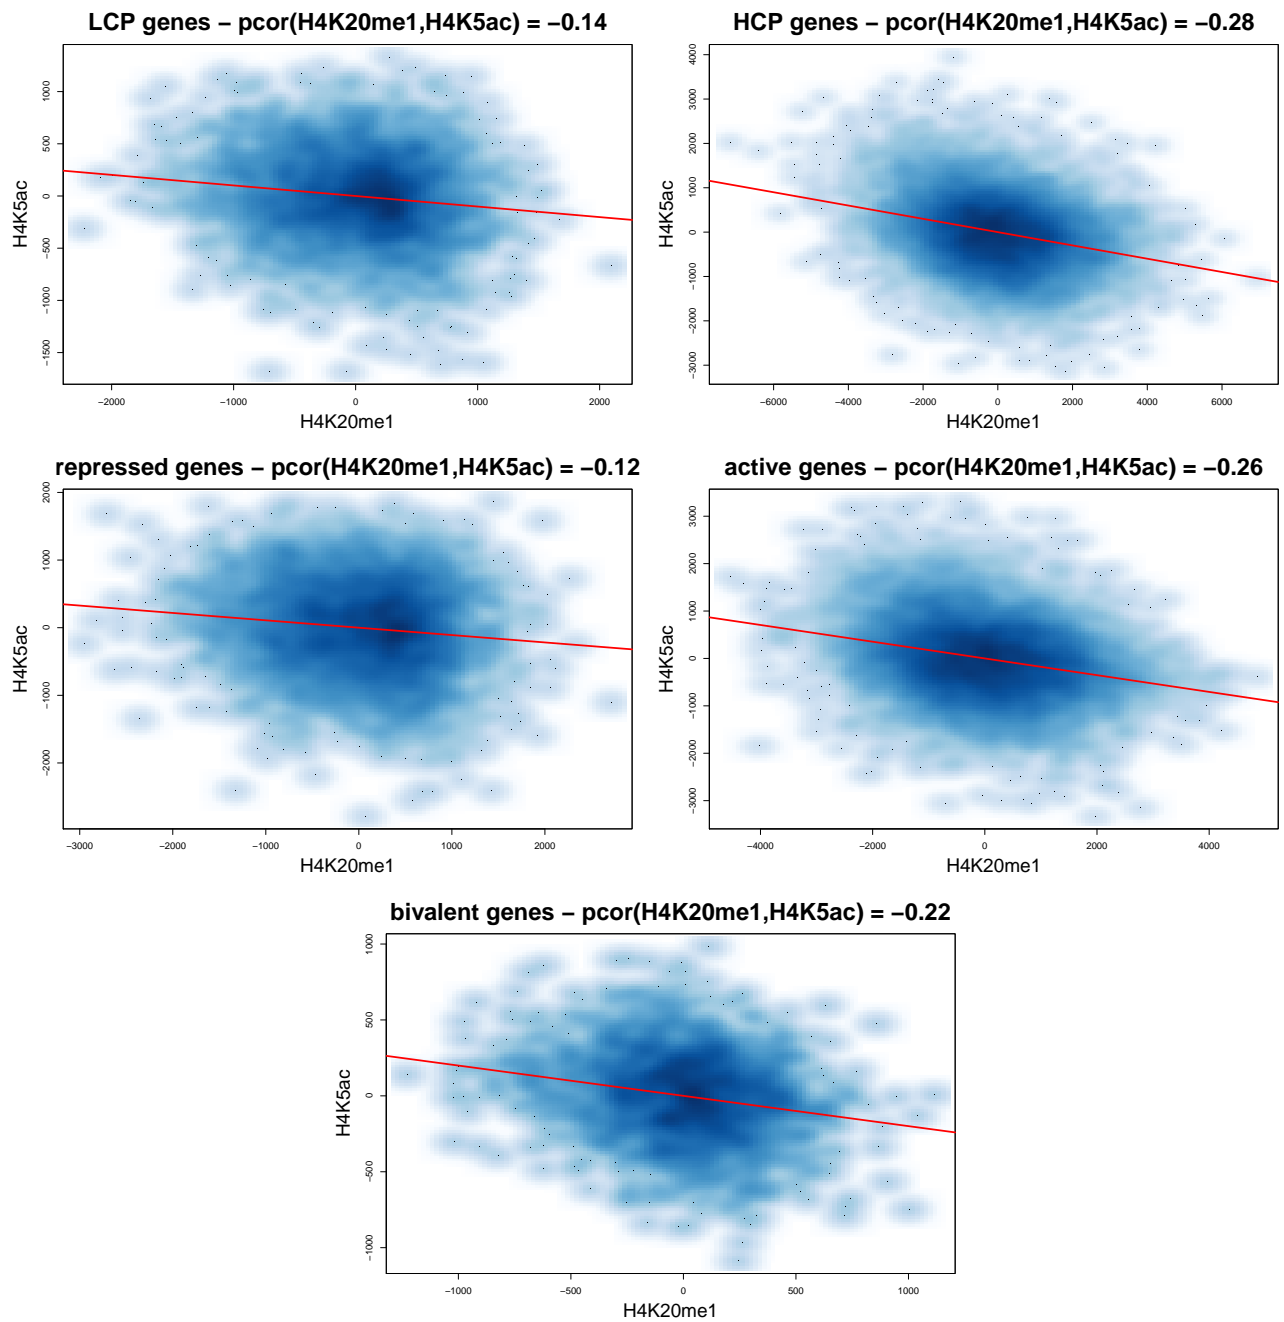 LCP genes − pcor(H4K20me1,H4K5ac) = −0.14
H4K5ac
1000
500
0
−500
−1000
−1500
−2000 −1000 0 1000 2000
H4K20me1
HCP genes − pcor(H4K20me1,H4K5ac) = −0.28
H4K5ac
4000
3000
2000
1000
0
−1000
−2000
−3000
−6000 −4000 −2000 0 2000 4000 6000
H4K20me1
repressed genes − pcor(H4K20me1,H4K5ac) = −0.12
H4K5ac
2000
1000
0
−1000
−2000
−3000 −2000 −1000 0 1000 2000
H4K20me1
active genes − pcor(H4K20me1,H4K5ac) = −0.26
H4K5ac
3000
2000
1000
0
−1000
−2000
−3000
−4000 −2000 0 2000 4000
H4K20me1
bivalent genes − pcor(H4K20me1,H4K5ac) = −0.22
H4K5ac
1000
500
0
−500
−1000
−1000 −500 0 500 1000
H4K20me1